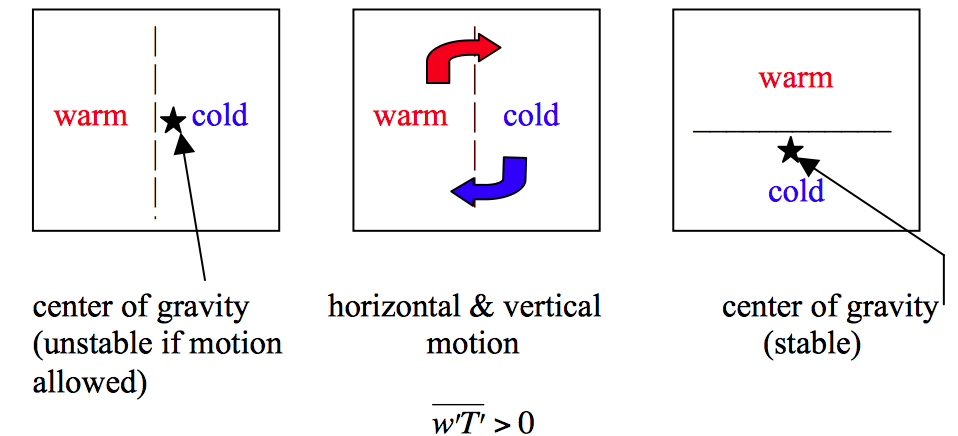 warm cold
center of gravity
(unstable if motion
allowed)
warm cold
horizontal & vertical
motion
w'T' > 0
warm
cold
center of gravity
(stable)